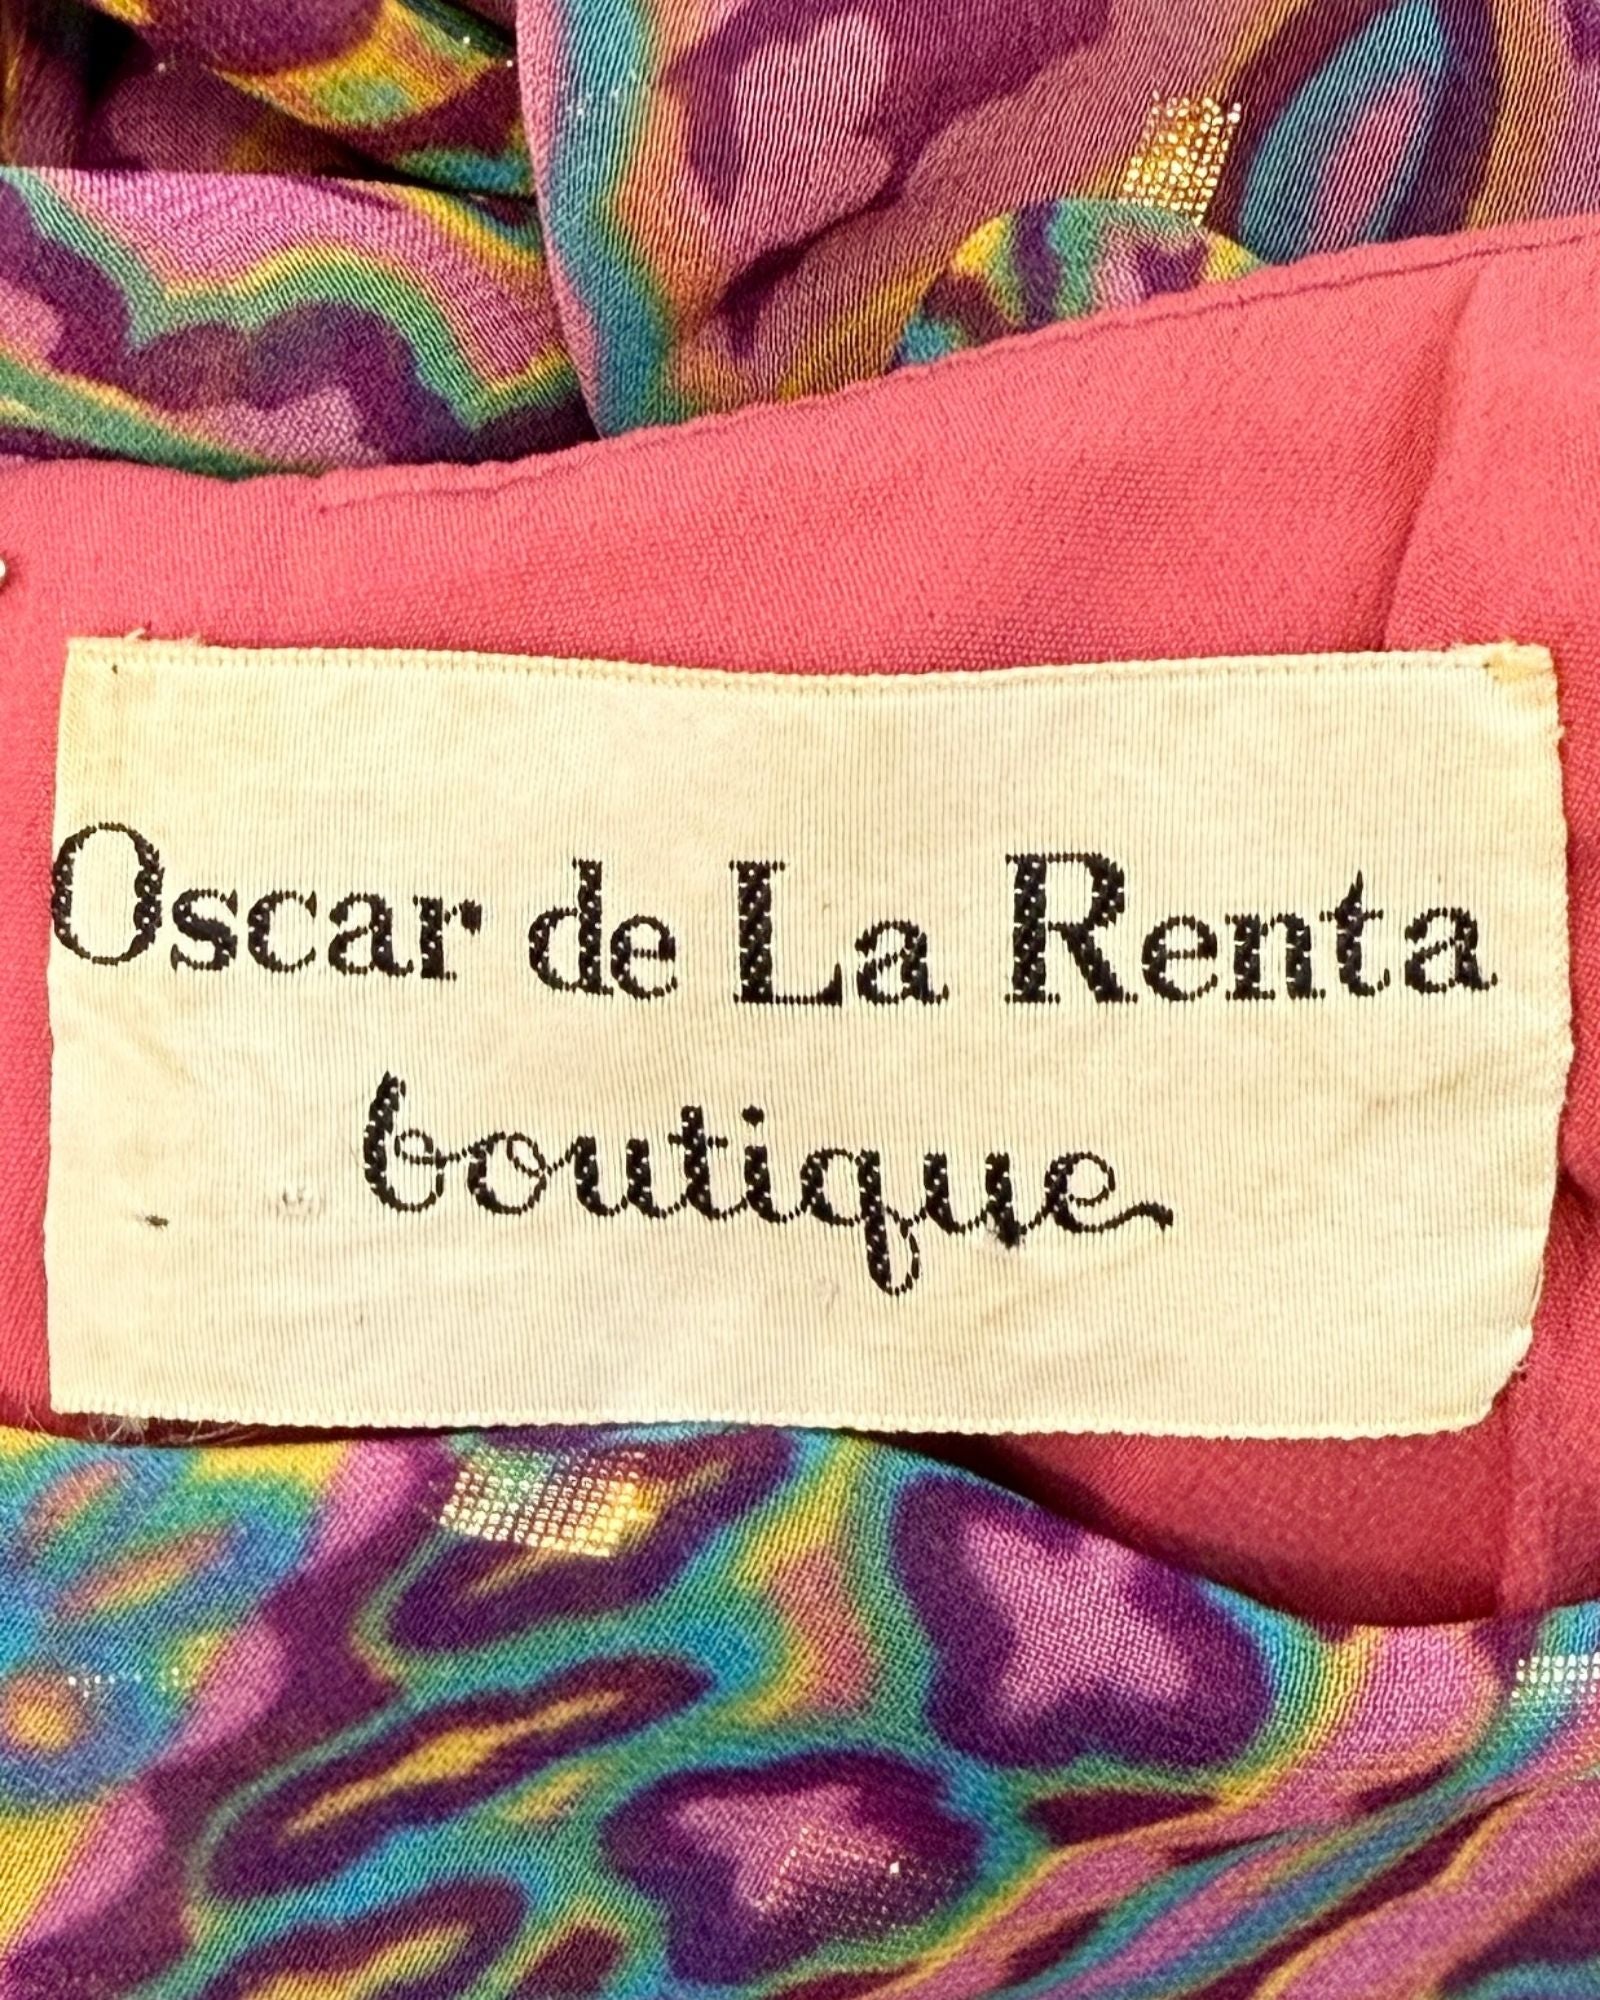 Oscar de La Renta
boutique